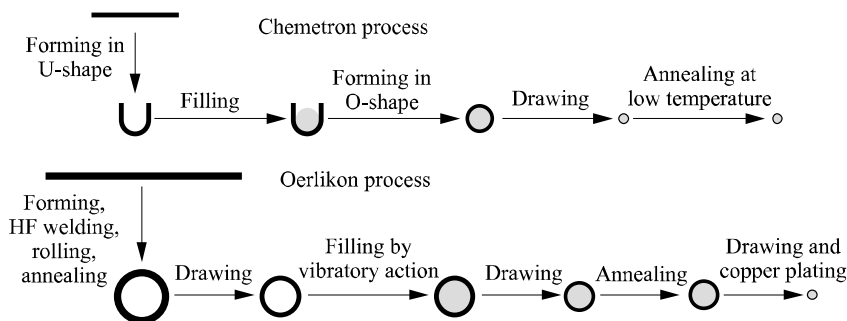 Chemetron process
Forming in
U-shape
Filling
Forming in
O-shape
Drawing
Annealing at
low temperature
Oerlikon process
Forming,
HF welding,
rolling,
annealing
Drawing
Filling by
vibratory action
Drawing
Annealing
Drawing and
copper plating